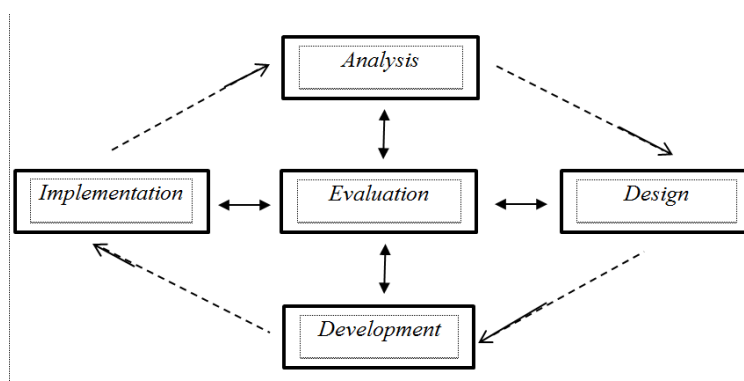 Analysis
Implementation
Evaluation
Design
Development